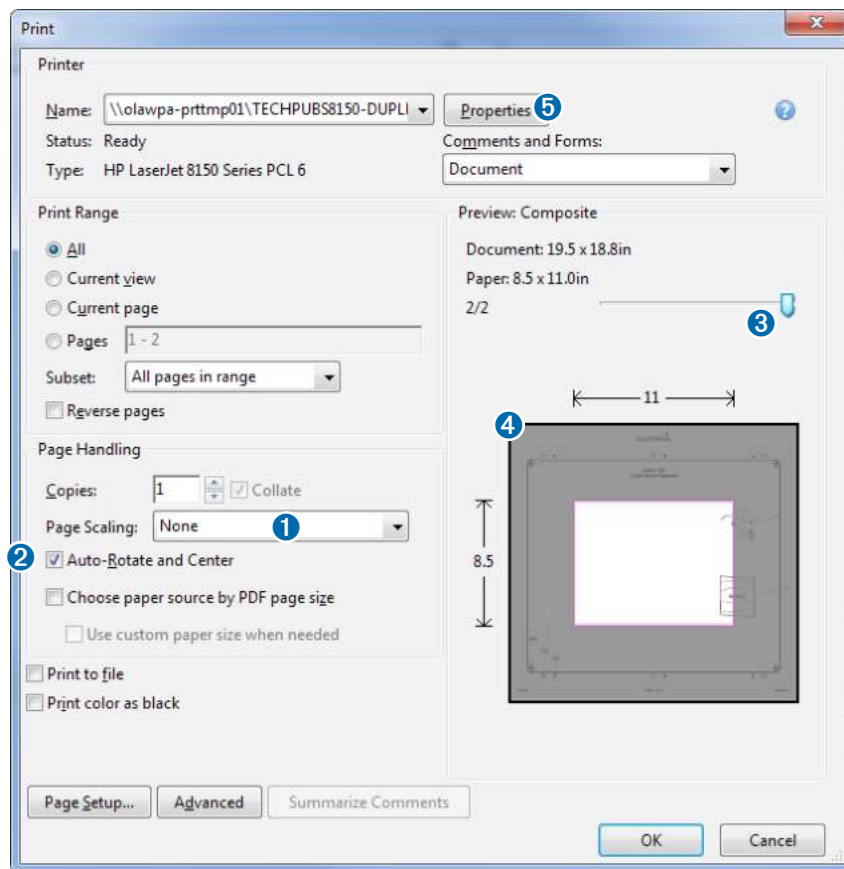 Print
Printer
Name: \\olawpa-prttmp01\TECHPUBS8150-DUPLI Properties 5
Status: Ready Comments and Forms:
Type: HP LaserJet 8150 Series PCL 6 Document
Print Range Preview: Composite
All Document: 19.5 x 18.8in
Current view Paper: 8.5 x 11.0in
Current page 2/2
3
Pages 1 - 2
Subset: All pages in range
Reverse pages 11
4
Page Handling
Copies: 1 Collate
Page Scaling: None 1
2 Auto-Rotate and Center 8.5
Choose paper source by PDF page size
Use custom paper size when needed
Print to file
Print color as black
Page Setup... Advanced Summarize Comments
OK Cancel